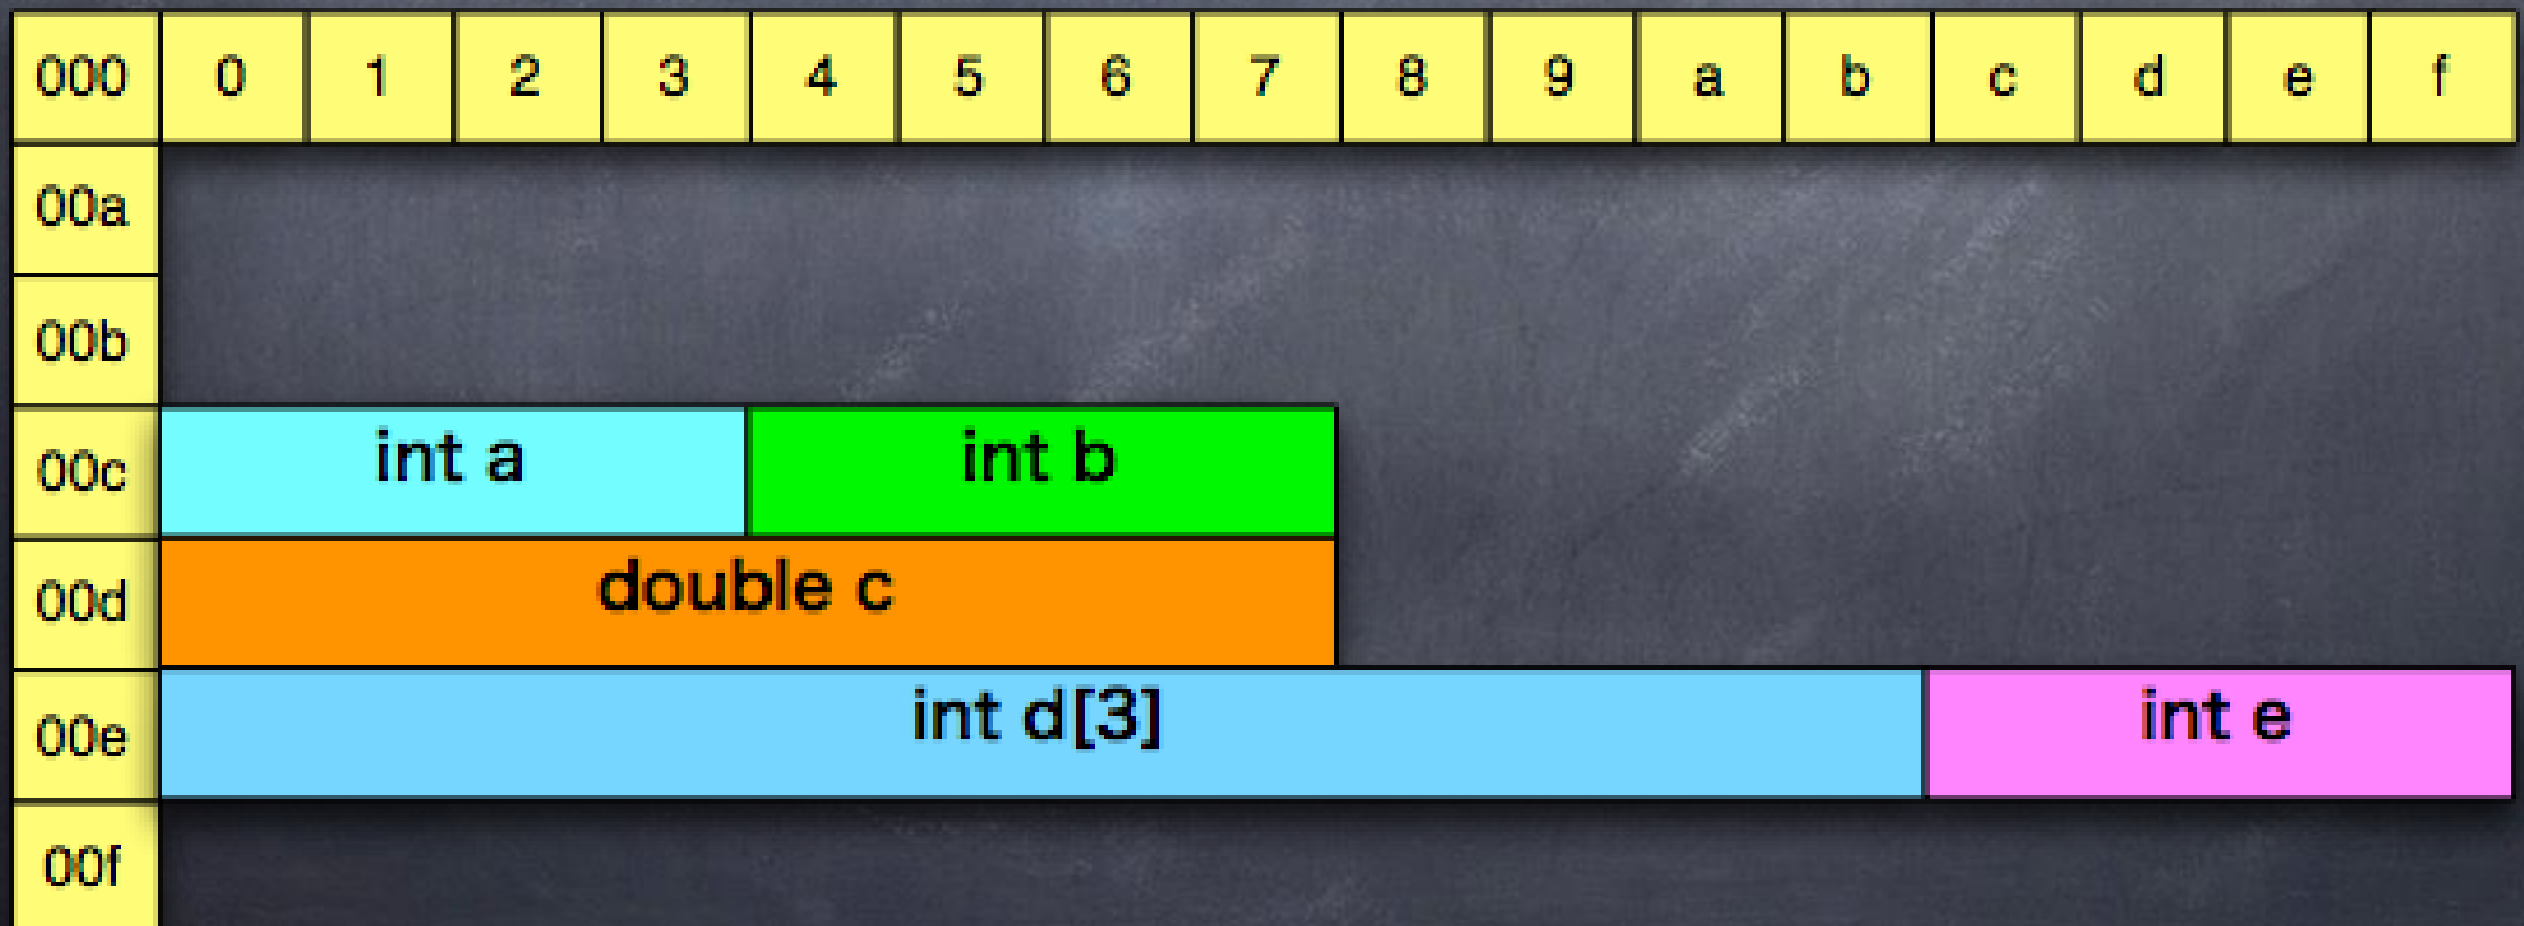 000 0 1 2 3 4 5 6 7 8 9 a b c d e f
00a
00b
00c int a int b
00d double c
00e int d[3] int e
00f